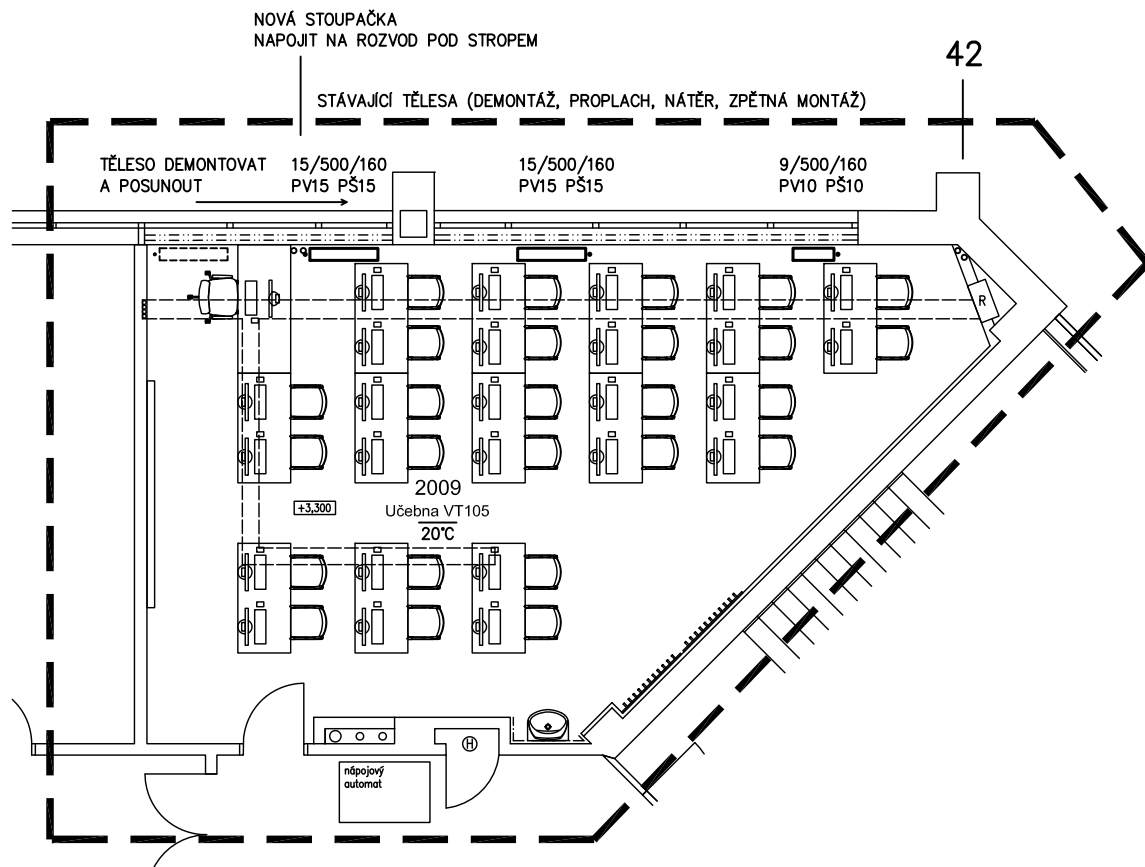 NOVÁ STOUPAČKA
NAPOJIT NA ROZVOD POD STROPEM
42
STÁVAJÍCÍ TĚLESA (DEMONTÁŽ, PROPLACH, NÁTĚR, ZPĚTNÁ MONTÁŽ)
TĚLESO DEMONTOVAT
A POSUNOUT
15/500/160
PV15 PŠ15
15/500/160
PV15 PŠ15
9/500/160
PV10 PŠ10
R
2009
Učebna VT105
20°C
+3,300
H
nápojový
automat